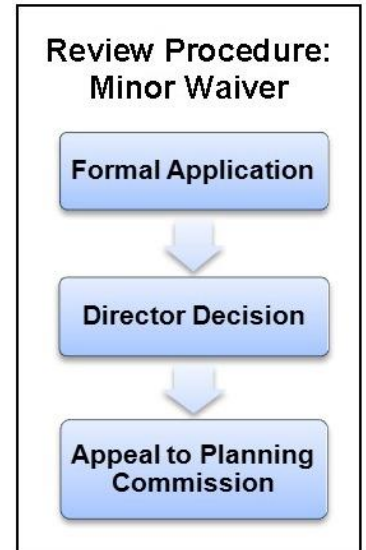 Review Procedure:
Minor Waiver
Formal Application
Director Decision
Appeal to Planning
Commission